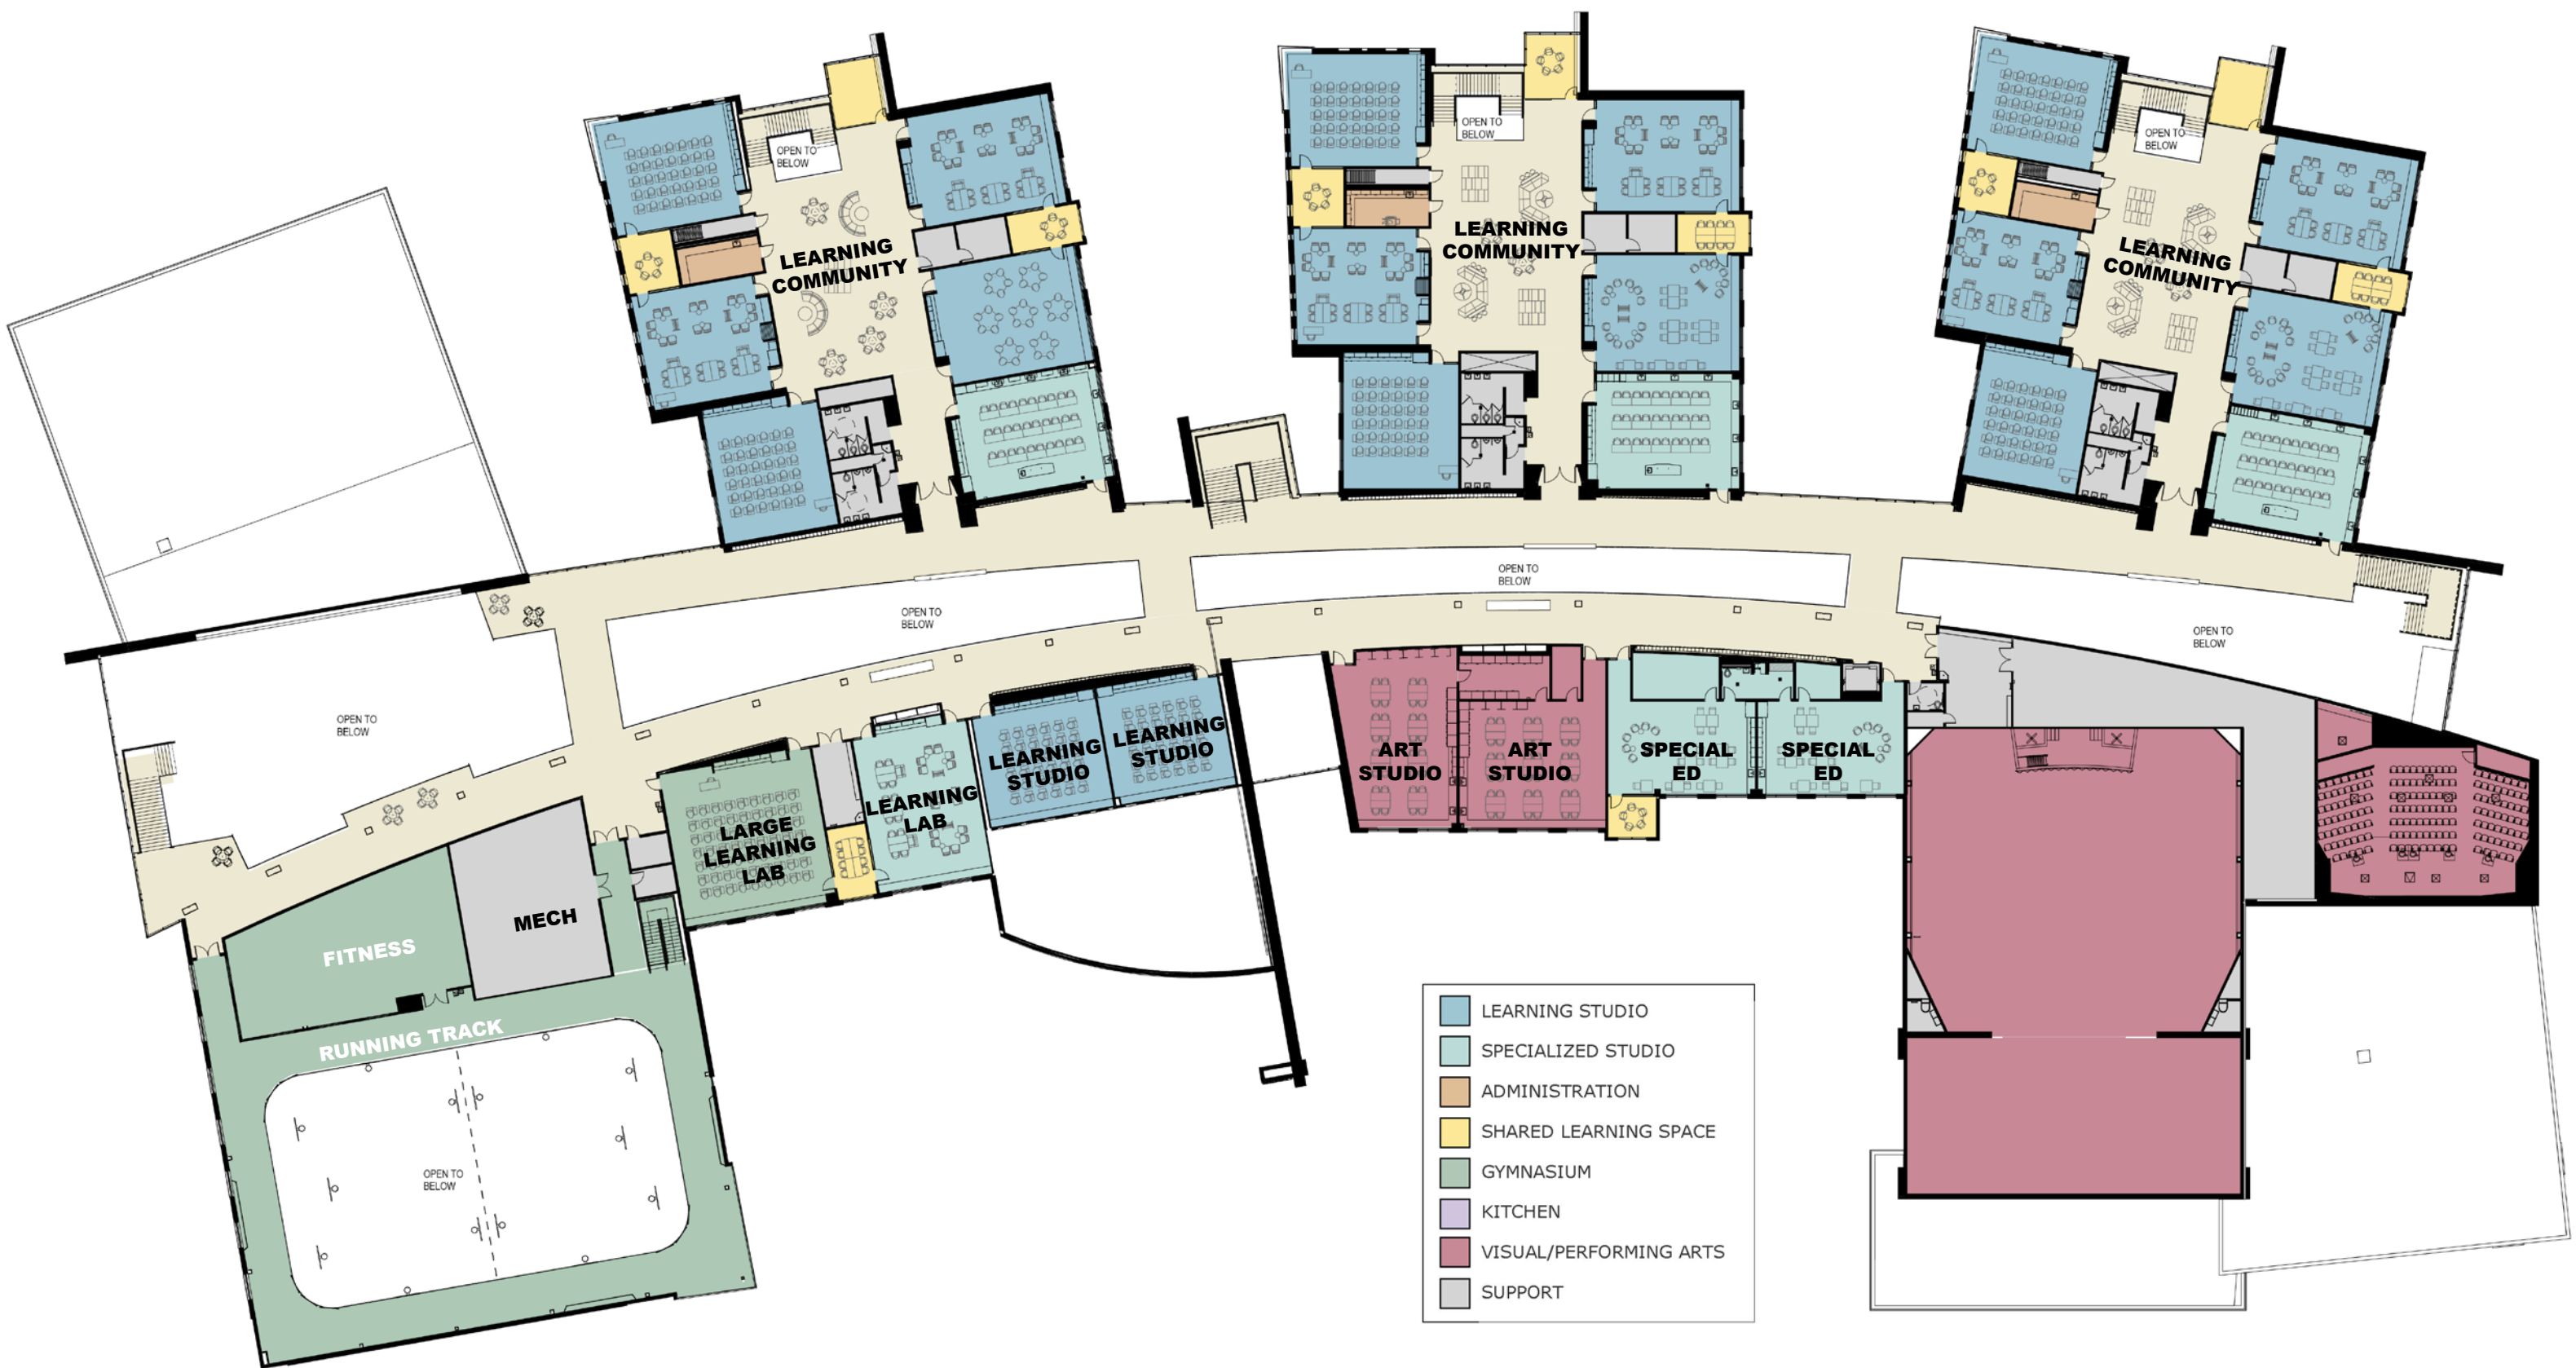 OPEN TO
BELOW
LEARNING
COMMUNITY
OPEN TO
BELOW
LEARNING
COMMUNITY
OPEN TO
BELOW
LEARNING
COMMUNITY
OPEN TO
BELOW
OPEN TO
BELOW
OPEN TO
BELOW
OPEN TO
BELOW
LARGE
LEARNING
LAB
LEARNING
LAB
LEARNING
STUDIO
LEARNING
STUDIO
ART
STUDIO
ART
STUDIO
SPECIAL
ED
SPECIAL
ED
FITNESS
MECH
RUNNING TRACK
OPEN TO
BELOW
LEARNING STUDIO
SPECIALIZED STUDIO
ADMINISTRATION
SHARED LEARNING SPACE
GYMNASIUM
KITCHEN
VISUAL/PERFORMING ARTS
SUPPORT